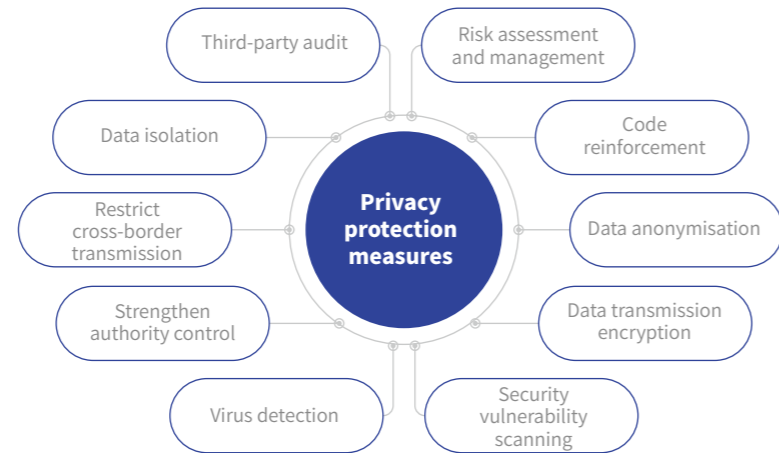 Third-party audit
Risk assessment
and management
Data isolation
Code
reinforcement
Restrict
cross-border
transmission
Privacy
protection
measures
Data anonymisation
Strengthen
authority control
Data transmission
encryption
Virus detection
Security
vulnerability
scanning